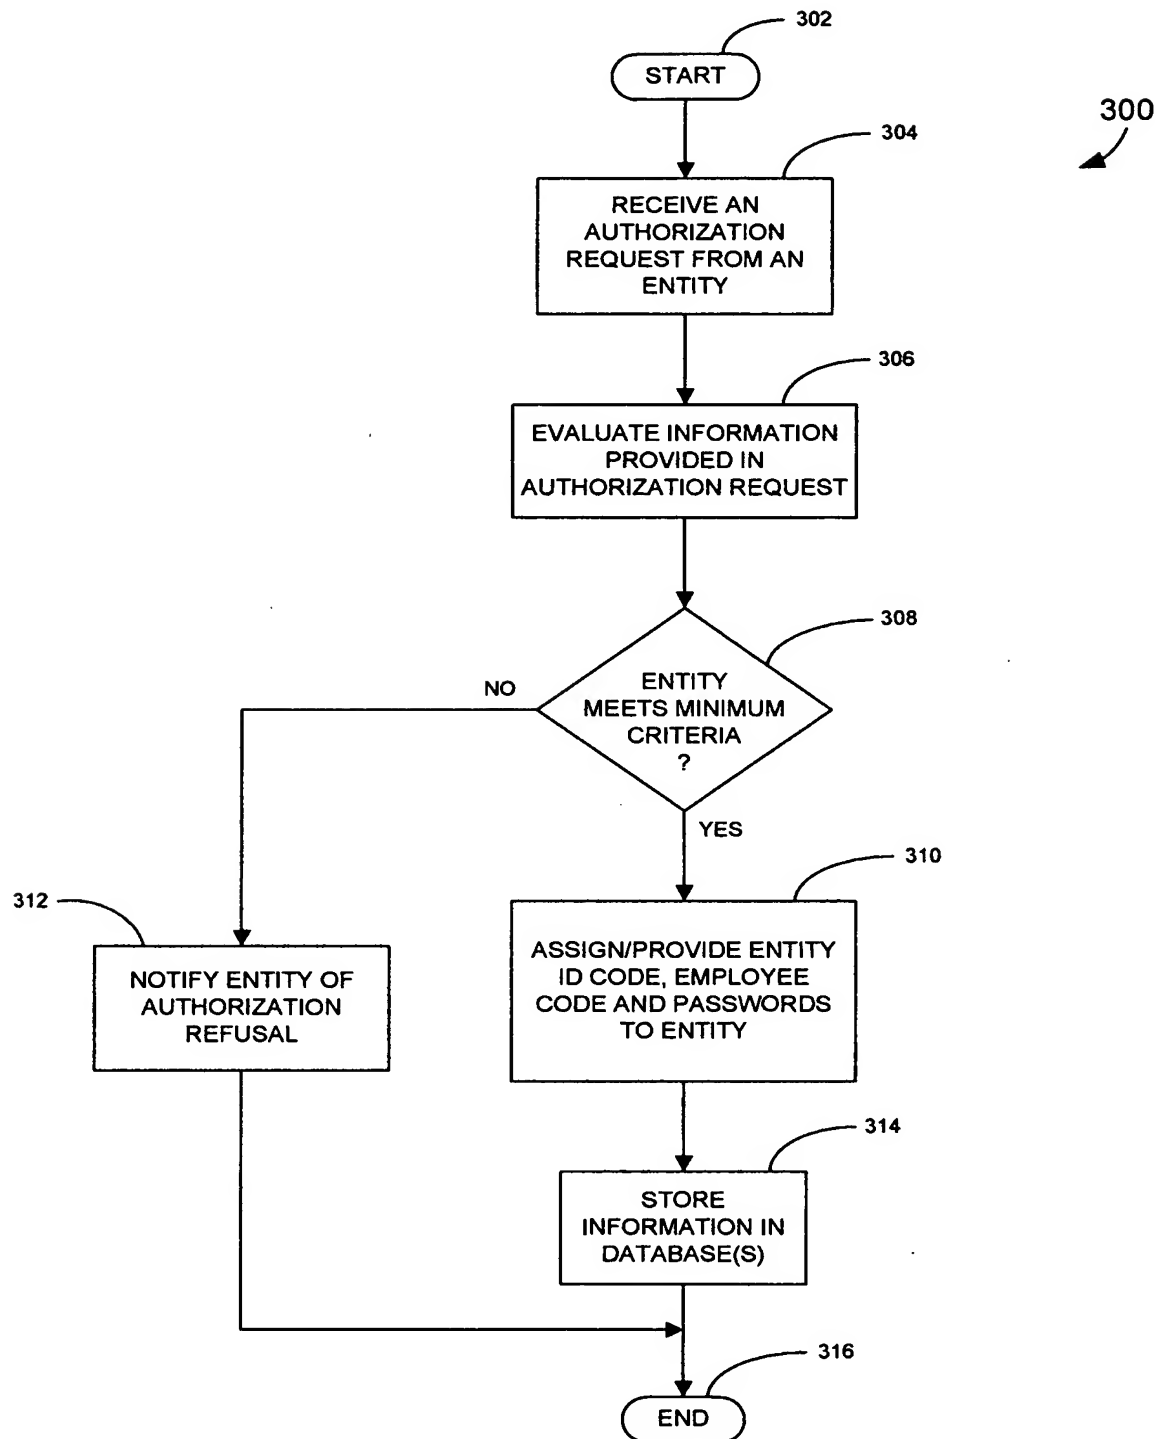 302
START
300
304
RECEIVE AN
AUTHORIZATION
REQUEST FROM AN
ENTITY
306
EVALUATE INFORMATION
PROVIDED IN
AUTHORIZATION REQUEST
308
ENTITY
MEETS MINIMUM
CRITERIA
?
NO
YES
310
ASSIGN/PROVIDE ENTITY
ID CODE, EMPLOYEE
CODE AND PASSWORDS
TO ENTITY
312
NOTIFY ENTITY OF
AUTHORIZATION
REFUSAL
314
STORE
INFORMATION IN
DATABASE(S)
316
END